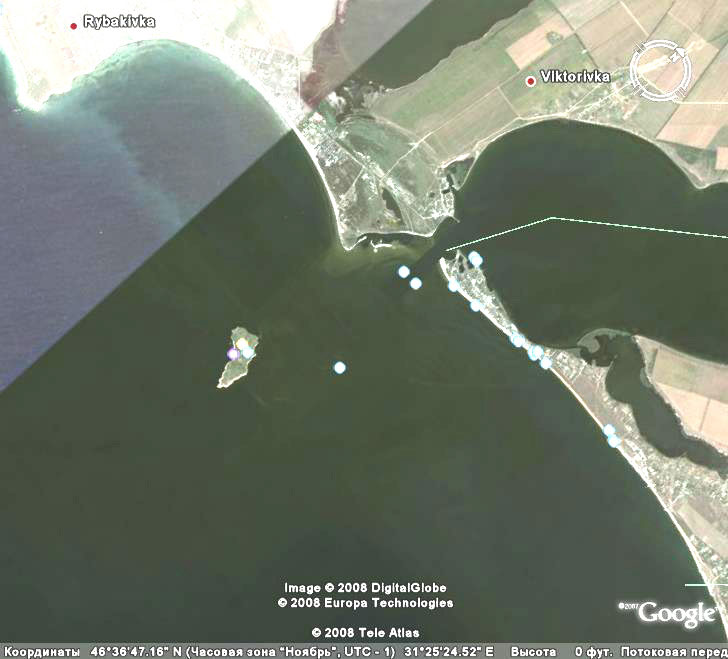 Rybakivka
Viktorivka
Image © 2008 DigitalGlobe
© 2008 Europa Technologies
© 2008 Tele Atlas
©2007 Google
Координаты 46°36'47.16" N (Часовая зона "Ноябрь", UTC - 1) 31°25'24.52" E Высота 0 фут. Потоковая перед